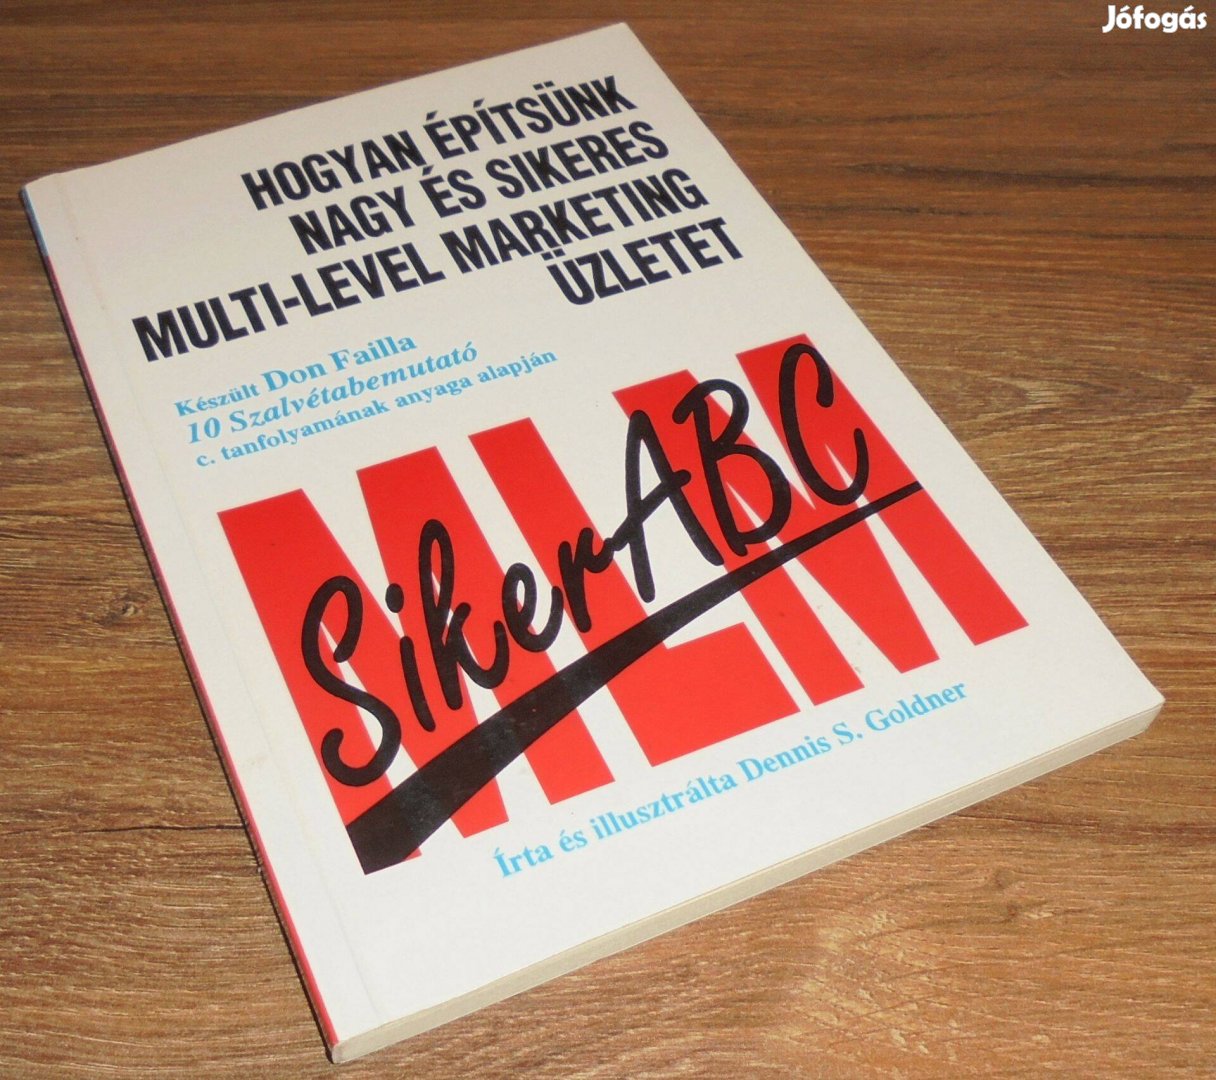 Jófogás
HOGYAN ÉPÍTSÜNK
NAGY ÉS SIKERES
MULTI-LEVEL MARKETING
ÜZLETET
Készült Don Failla
10 Szalvétabemutató
c. tanfolyamának anyaga alapján
MLM
SikerABC
Írta és illusztrálta Dennis S. Goldner